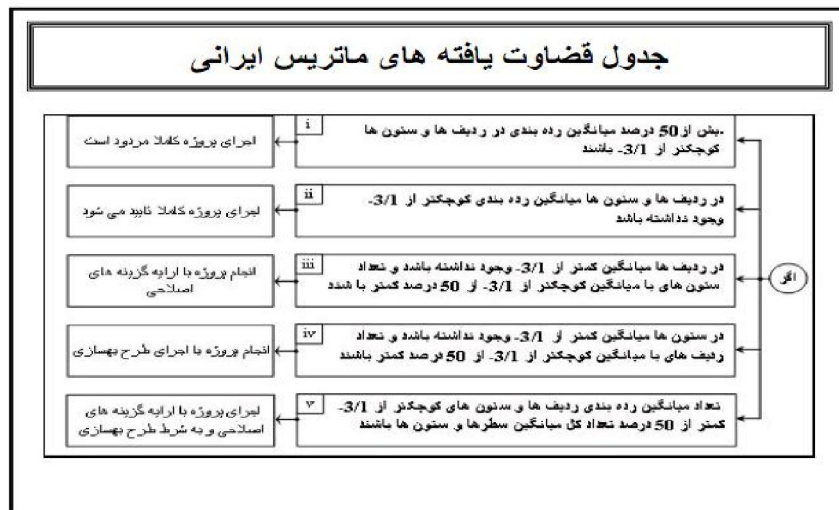 جدول قضاوت یافته های ماتریس ایرانی
اگر
i
.بیش از 50 درصد میانگین رده بندی در ردیف ها و ستون ها
کوچکتر از 3/1- باشند
اجرای پروژه کاملا مردود است
ii
در ردیف ها و ستون ها میانگین رده بندی کوچکتر از 3/1-
وجود نداشته باشد
اجرای پروژه کاملا تایید می شود
iii
در ردیف ها میانگین کمتر از 3/1- وجود نداشته باشد و تعداد
ستون های با میانگین کوچکتر از 3/1- از 50 درصد کمتر با شند
انجام پروژه با ارایه گزینه های
اصلاحی
iv
در ستون ها میانگین کمتر از 3/1- وجود نداشته باشد و تعداد
ردیف های با میانگین کوچکتر از 3/1- از 50 درصد کمتر باشند
انجام پروژه با اجرای طرح بهسازی
v
تعداد میانگین رده بندی ردیف ها و ستون های کوچکتر از 3/1-
کمتر از 50 درصد تعداد کل میانگین سطرها و ستون ها باشند
اجرای پروژه با ارایه گزینه های
اصلاحی و به شرط طرح بهسازی